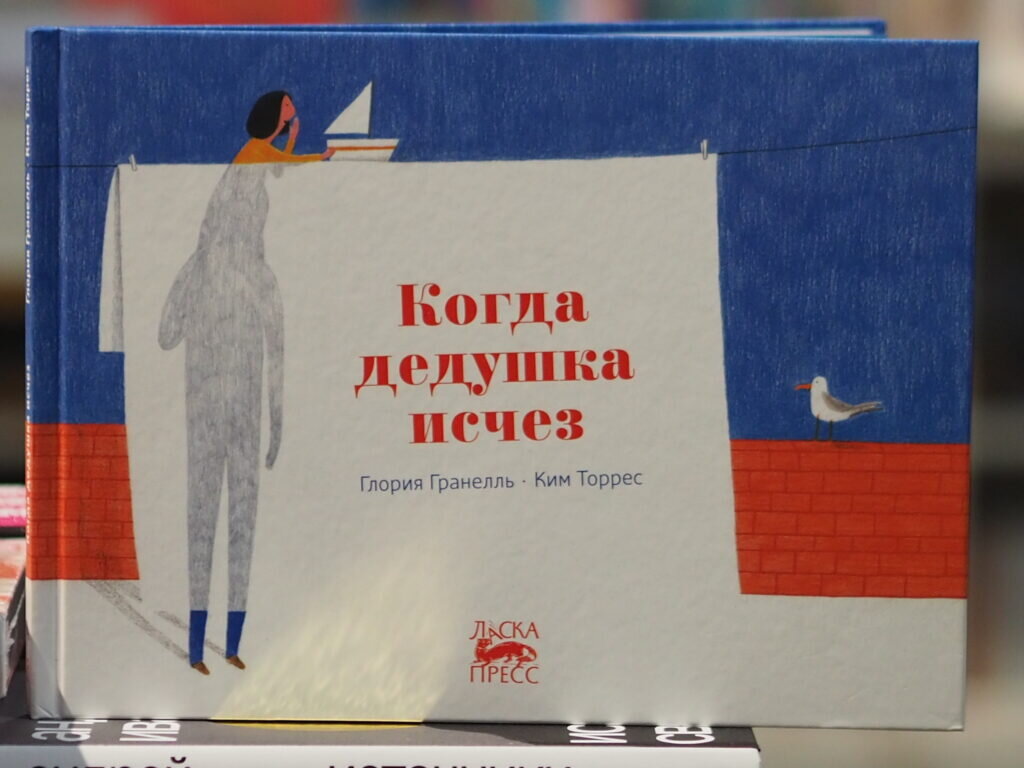 Когда
дедушка
исчез
Глория Гранелль · Ким Торрес
ЛАСКА
ПРЕСС